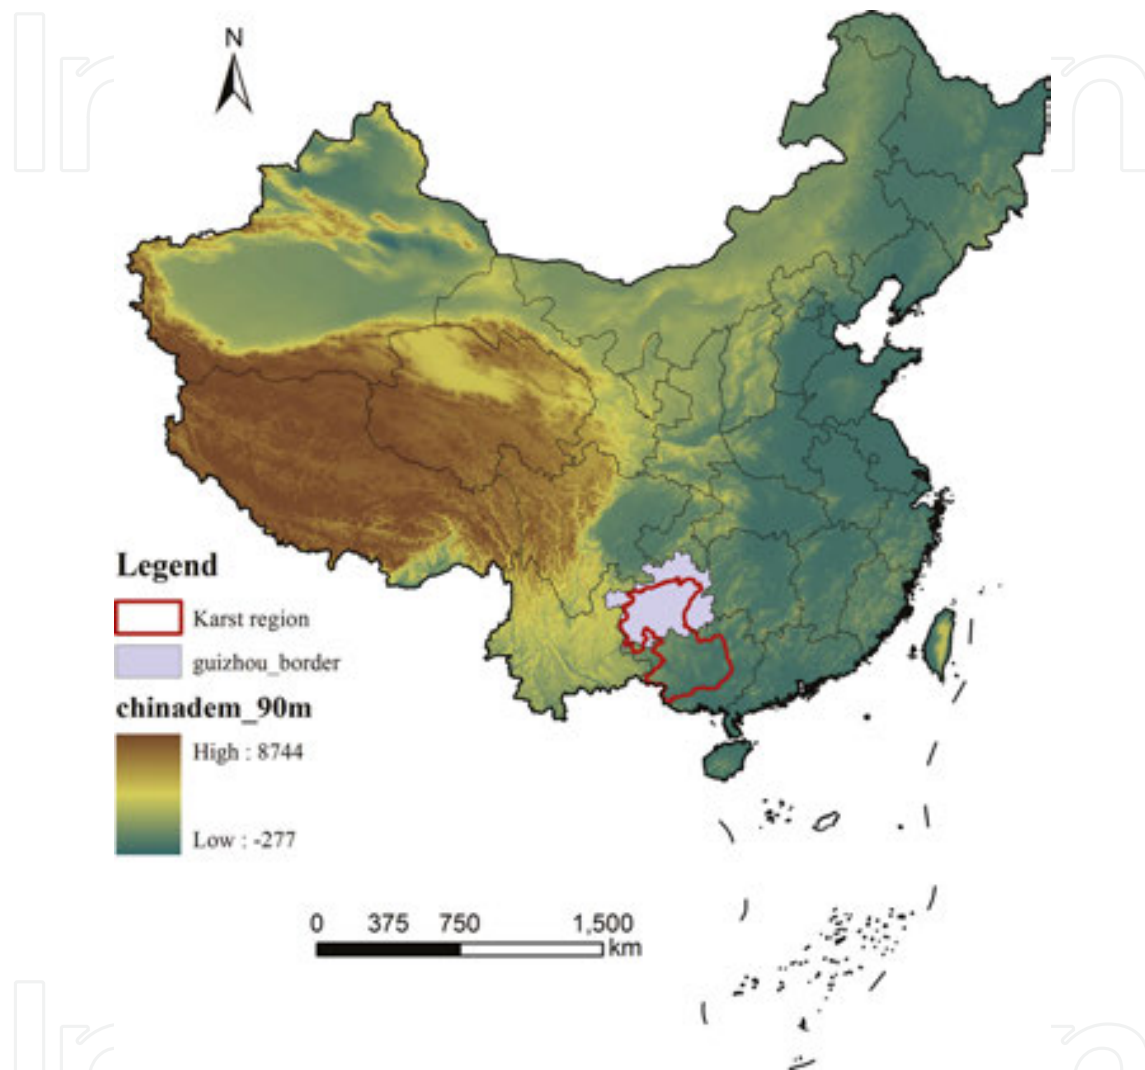 N
Legend
Karst region
guizhou_border
chinadem_90m
High : 8744
Low : -277
0 375 750 1,500
km